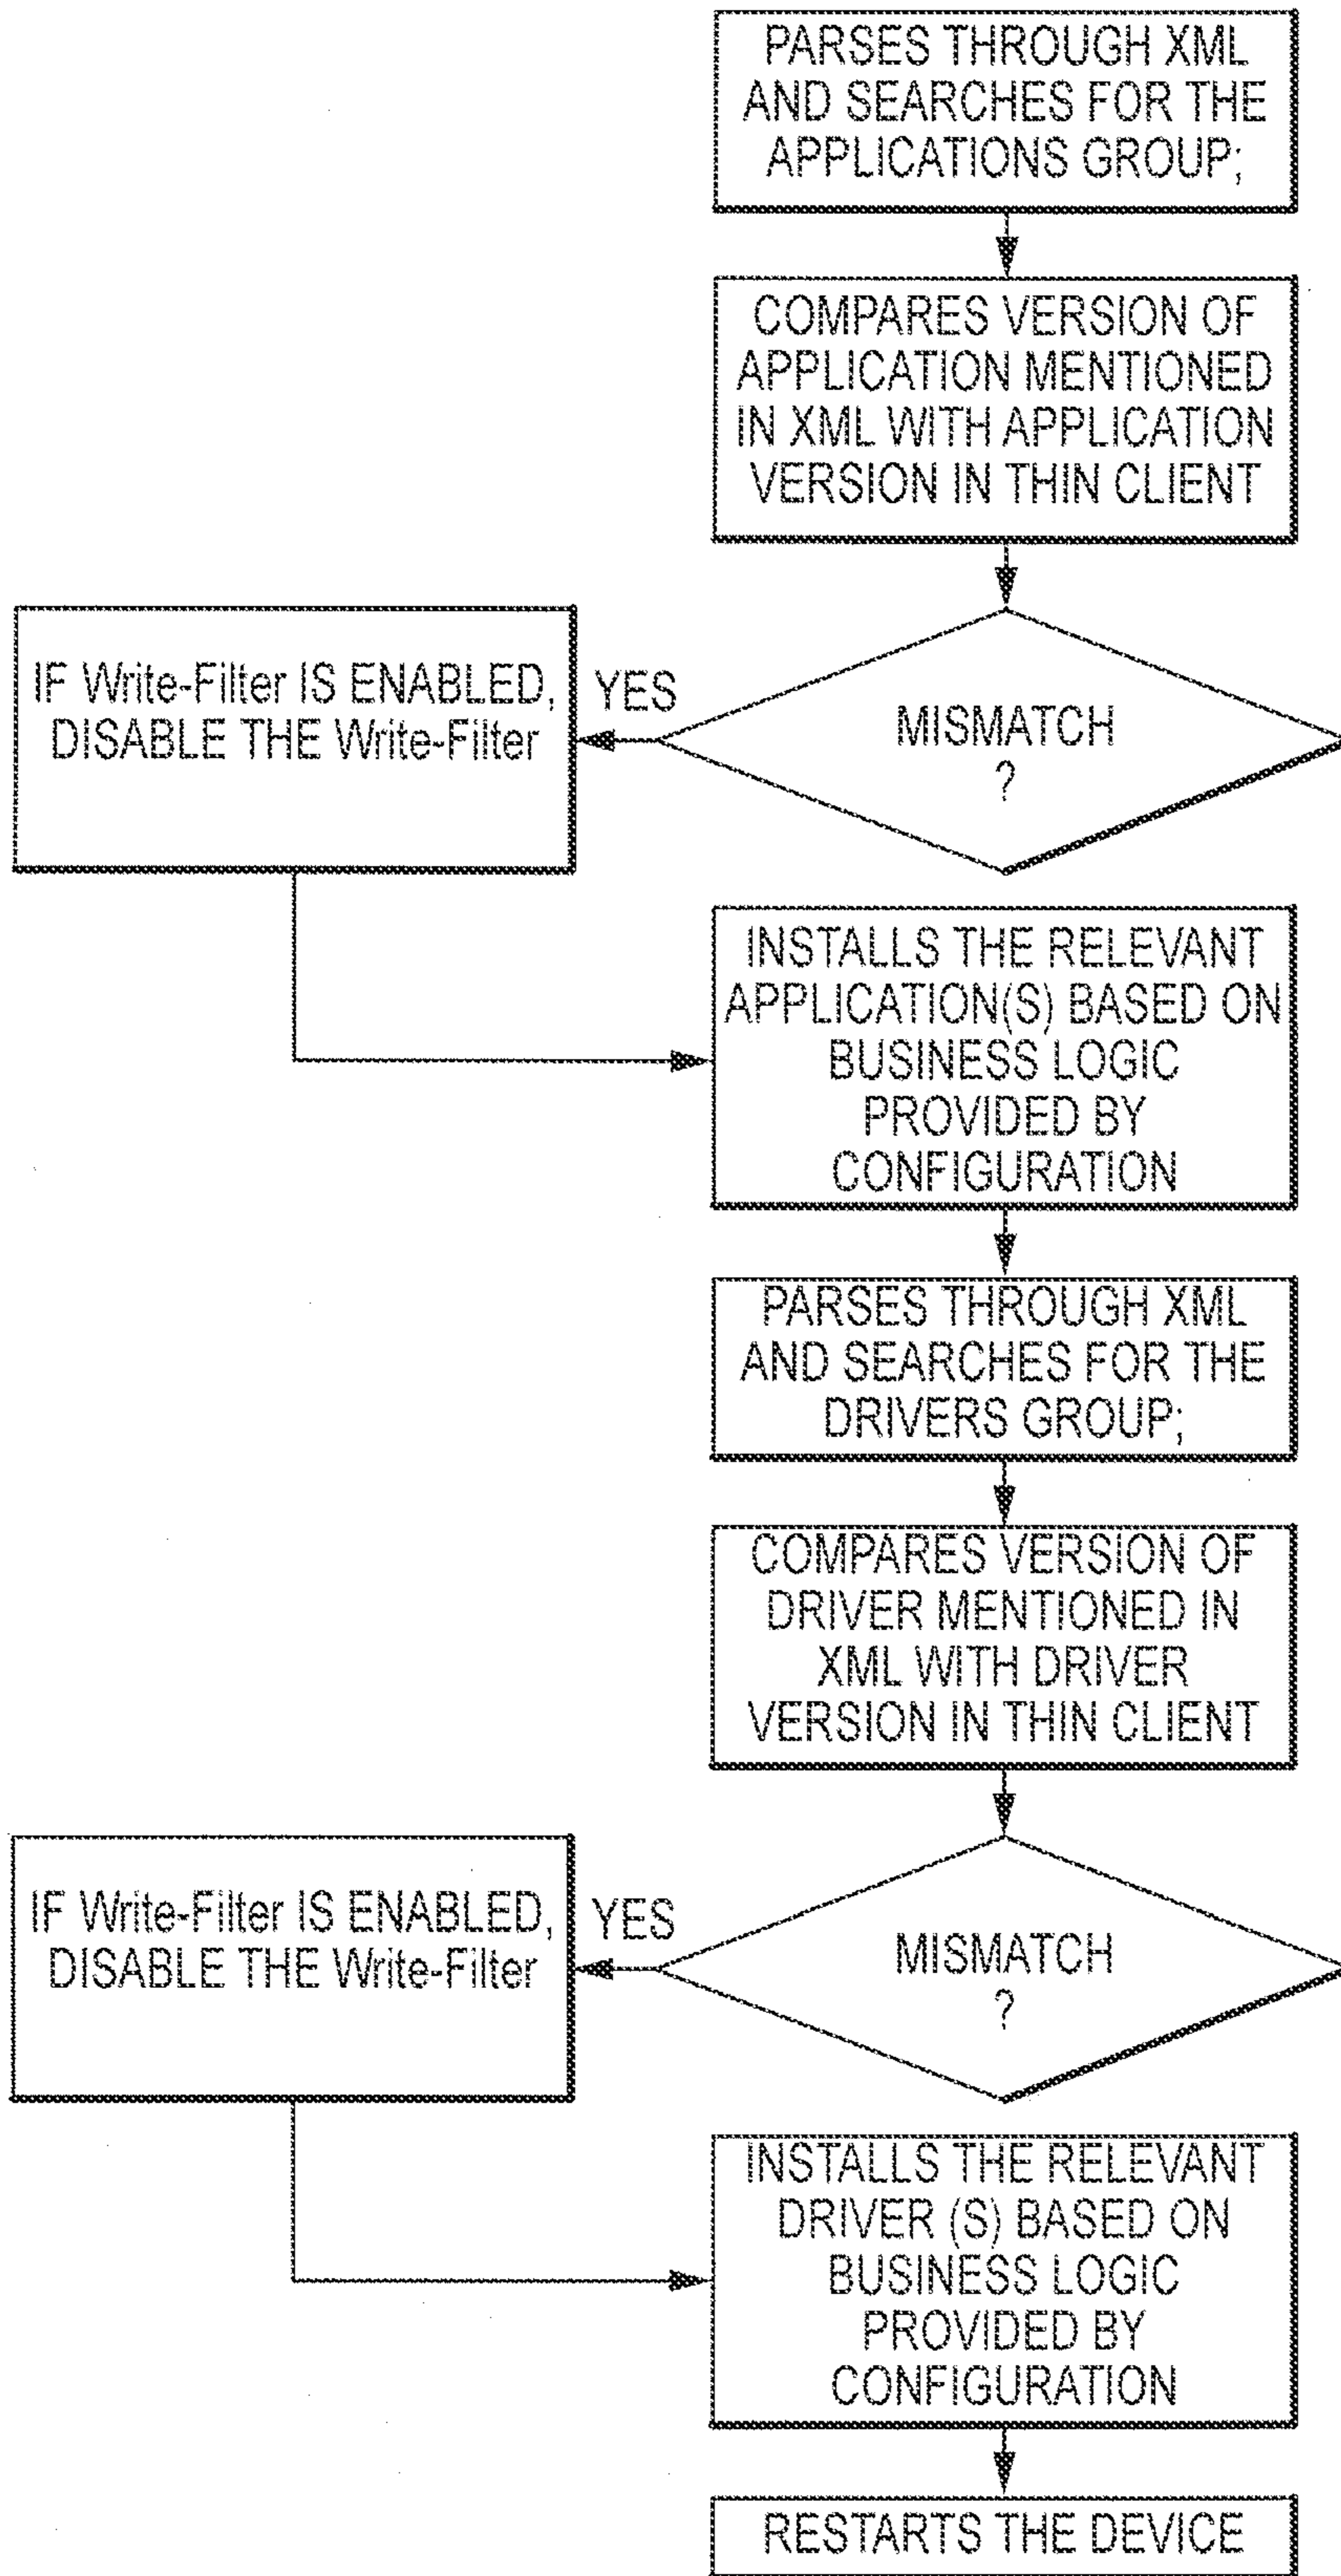 PARSES THROUGH XML
AND SEARCHES FOR THE
APPLICATIONS GROUP;
COMPARES VERSION OF
APPLICATION MENTIONED
IN XML WITH APPLICATION
VERSION IN THIN CLIENT
MISMATCH
?
YES
IF Write-Filter IS ENABLED,
DISABLE THE Write-Filter
INSTALLS THE RELEVANT
APPLICATION(S) BASED ON
BUSINESS LOGIC
PROVIDED BY
CONFIGURATION
PARSES THROUGH XML
AND SEARCHES FOR THE
DRIVERS GROUP;
COMPARES VERSION OF
DRIVER MENTIONED IN
XML WITH DRIVER
VERSION IN THIN CLIENT
MISMATCH
?
YES
IF Write-Filter IS ENABLED,
DISABLE THE Write-Filter
INSTALLS THE RELEVANT
DRIVER (S) BASED ON
BUSINESS LOGIC
PROVIDED BY
CONFIGURATION
RESTARTS THE DEVICE